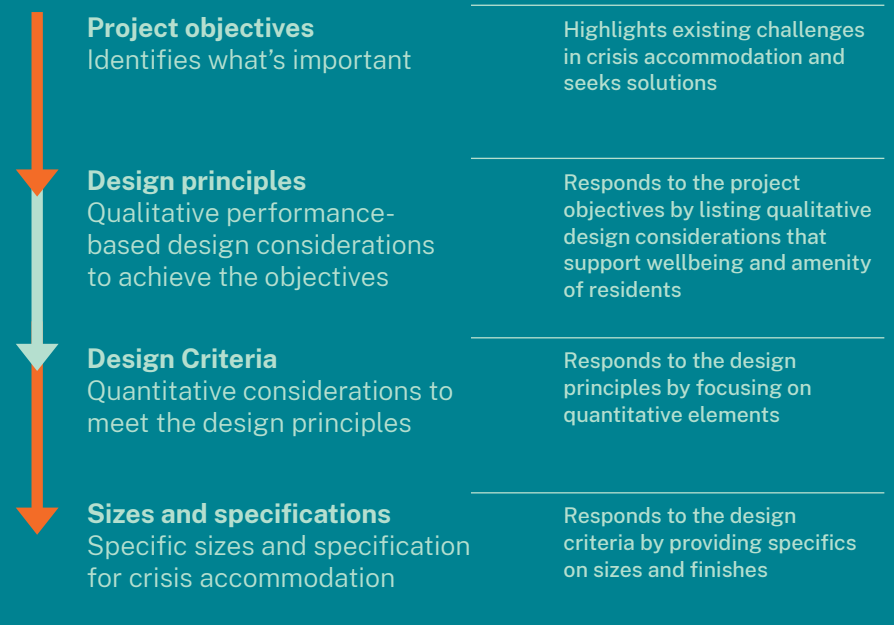 Project objectives
Identifies what’s important
Highlights existing challenges
in crisis accommodation and
seeks solutions
Design principles
Qualitative performance-
based design considerations
to achieve the objectives
Responds to the project
objectives by listing qualitative
design considerations that
support wellbeing and amenity
of residents
Design Criteria
Quantitative considerations to
meet the design principles
Responds to the design
principles by focusing on
quantitative elements
Sizes and specifications
Specific sizes and specification
for crisis accommodation
Responds to the design
criteria by providing specifics
on sizes and finishes